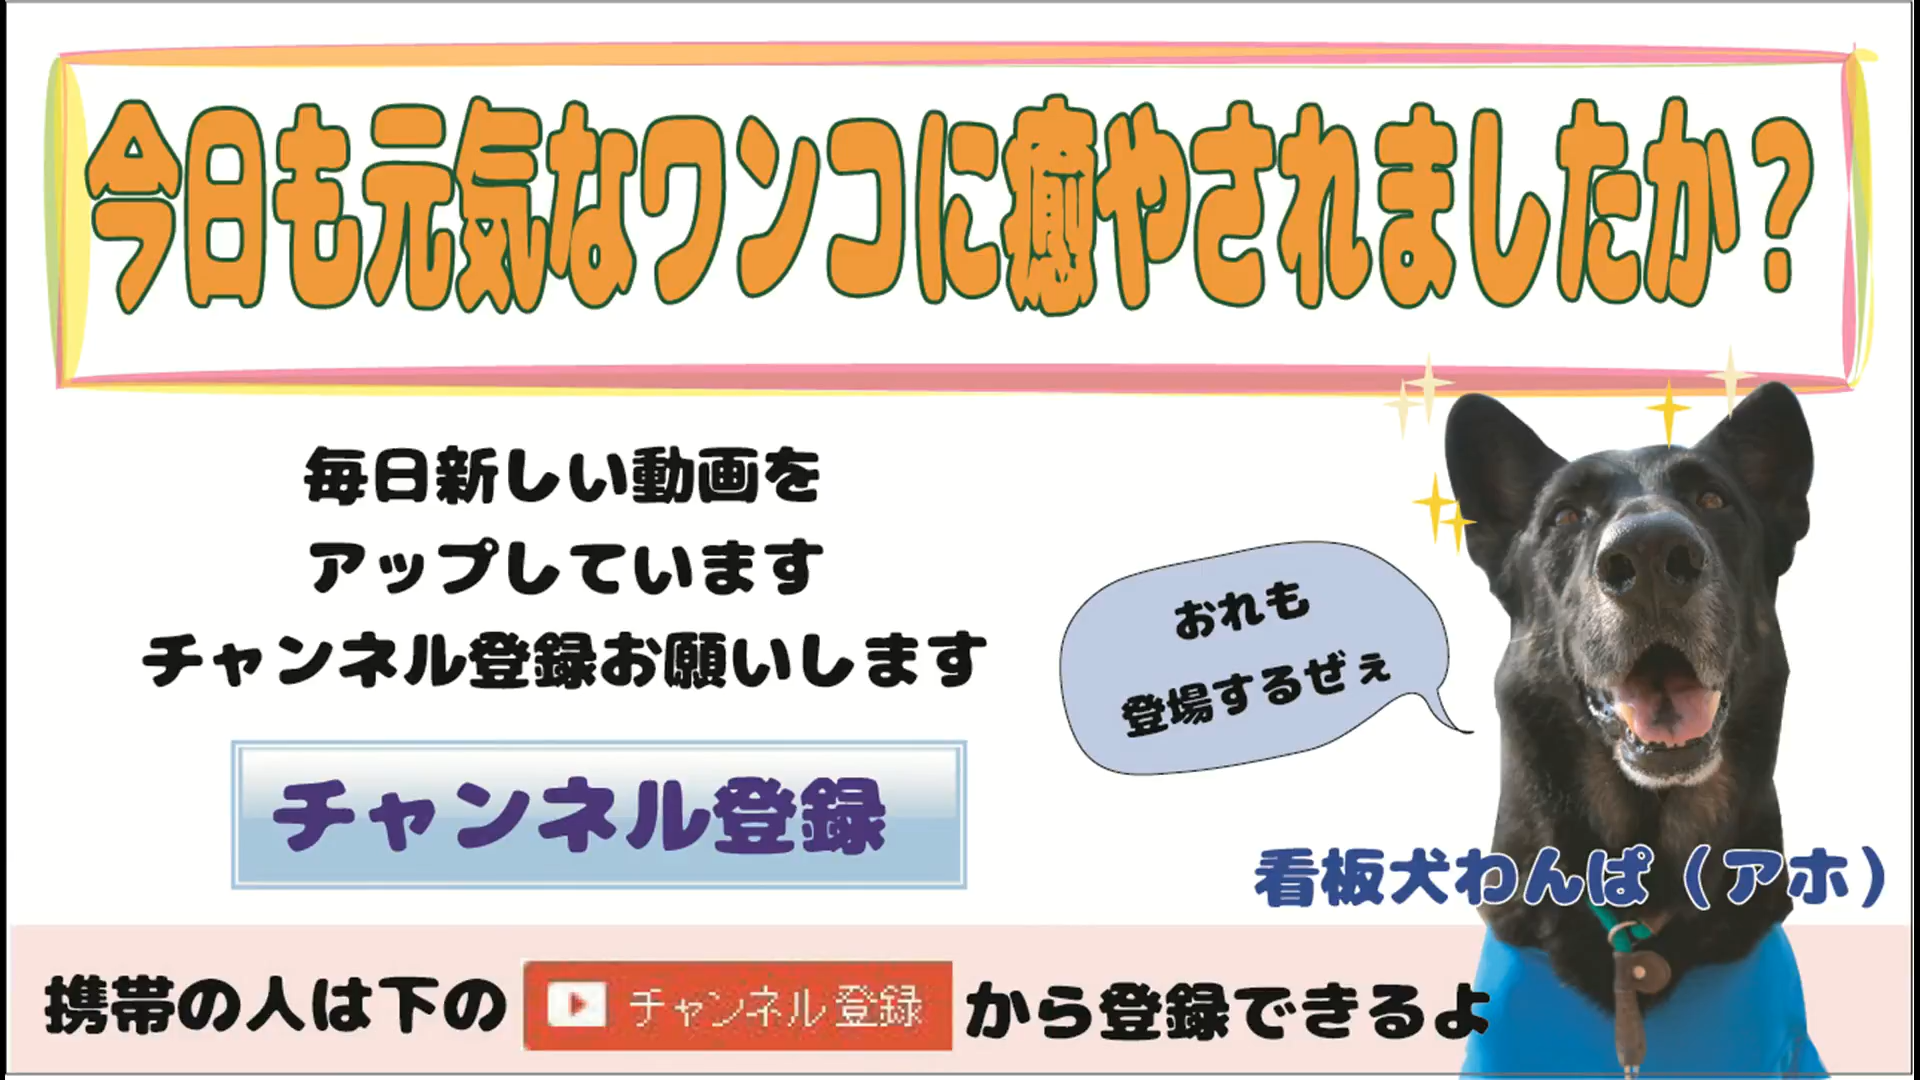 今日も元気なワンコに癒やされましたか？
毎日新しい動画を
アップしています
チャンネル登録お願いします
チャンネル登録
おれも
登場するぜぇ
看板犬わんぱ（アホ）
携帯の人は下の チャンネル登録 から登録できるよ